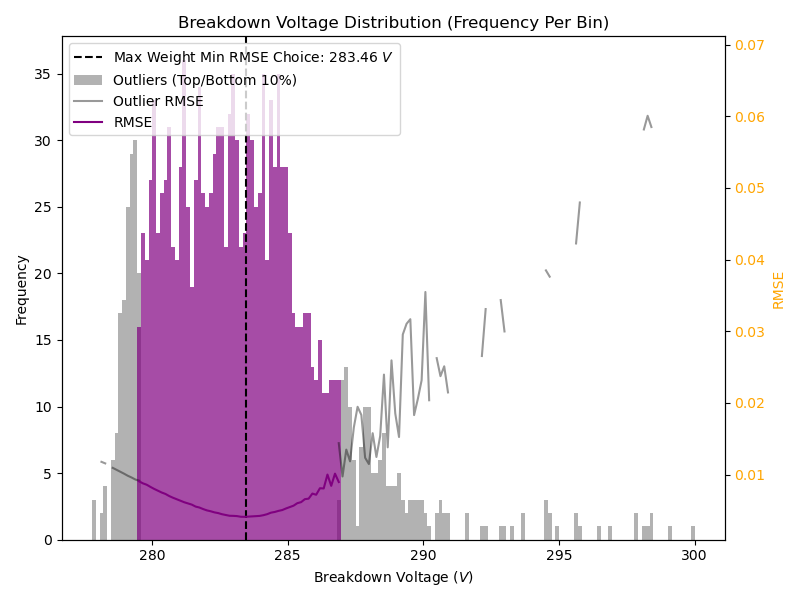 Breakdown Voltage Distribution (Frequency Per Bin)
Max Weight Min RMSE Choice: 283.46 V
Outliers (Top/Bottom 10%)
Outlier RMSE
RMSE
Frequency
0
5
10
15
20
25
30
35
280
285
290
295
300
Breakdown Voltage (V)
0.01
0.02
0.03
0.04
0.05
0.06
0.07
RMSE